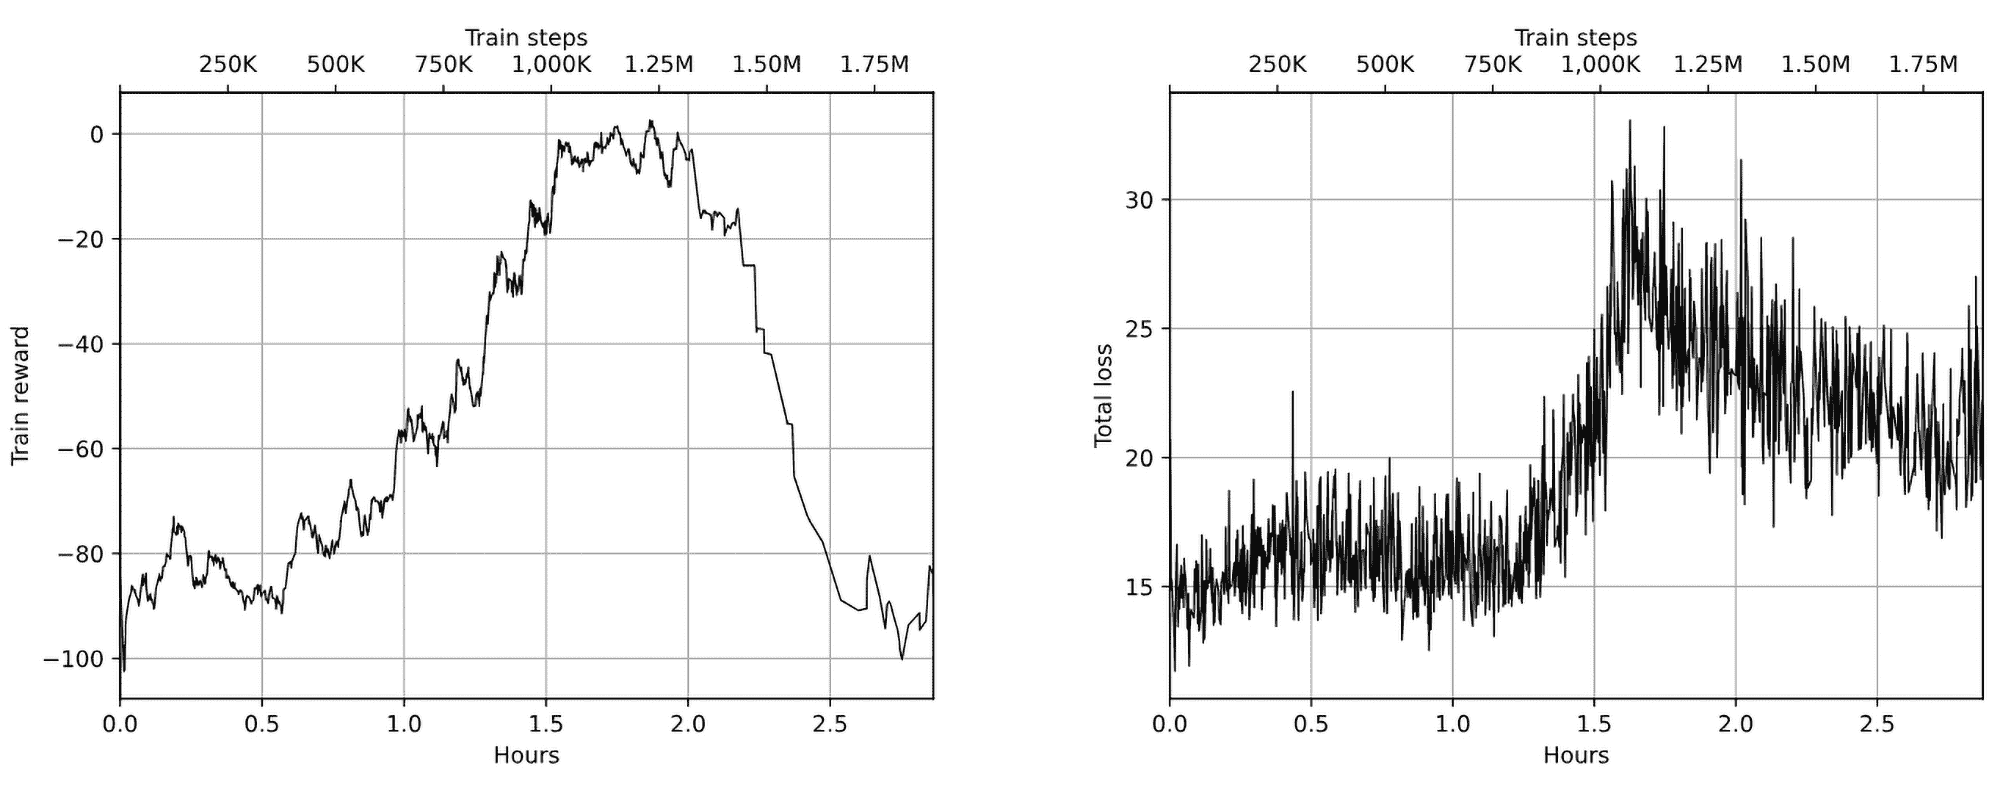 Train steps
250K 500K 750K 1,000K 1.25M 1.50M 1.75M
0
−20
−40
−60
−80
−100
Train reward
0.0 0.5 1.0 1.5 2.0 2.5
Hours
Train steps
250K 500K 750K 1,000K 1.25M 1.50M 1.75M
30
25
20
15
Total loss
0.0 0.5 1.0 1.5 2.0 2.5
Hours